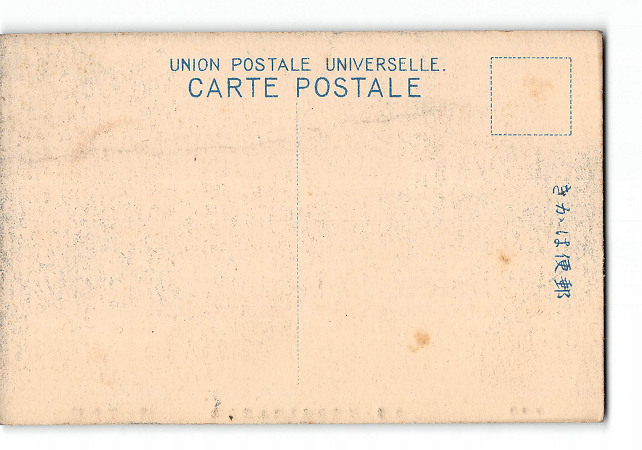 UNION POSTALE UNIVERSELLE.
CARTE POSTALE
きかは便郵